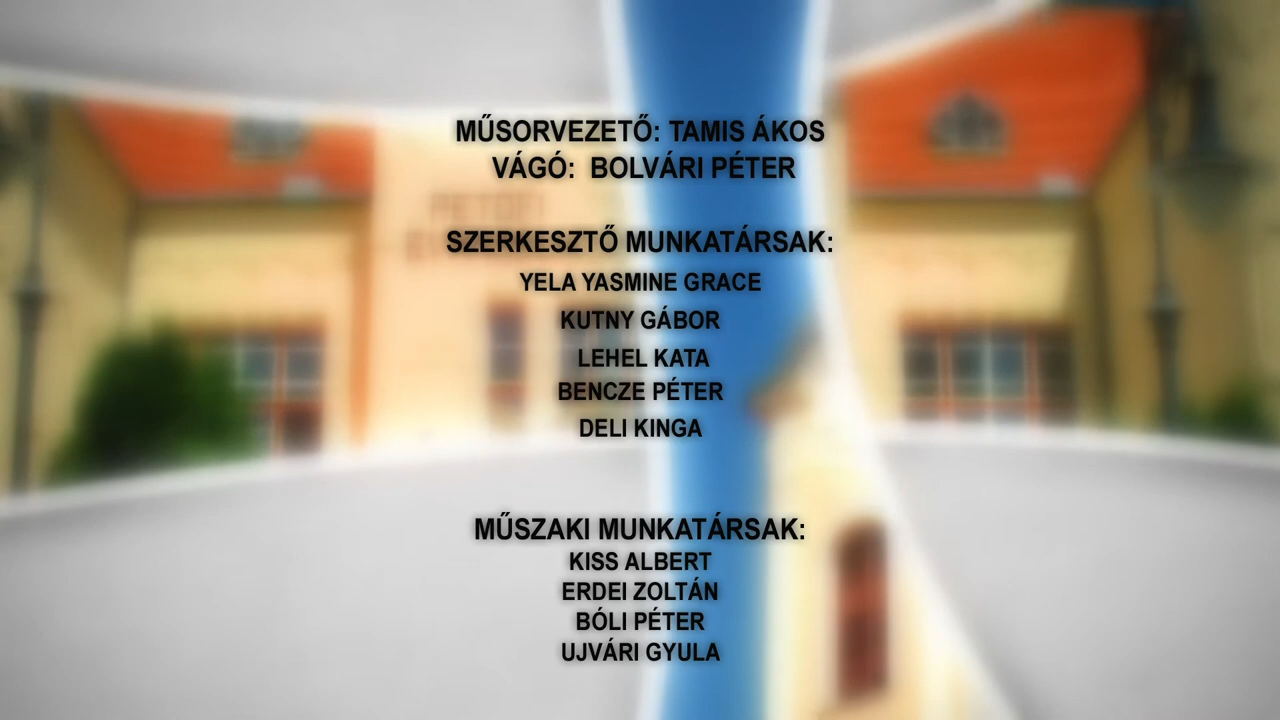 MŰSORVEZETŐ: TAMIS ÁKOS
VÁGÓ: BOLVÁRI PÉTER
SZERKESZTŐ MUNKATÁRSAK:
YELA YASMINE GRACE
KUTNY GÁBOR
LEHEL KATA
BENCZE PÉTER
DELI KINGA
MŰSZAKI MUNKATÁRSAK:
KISS ALBERT
ERDEI ZOLTÁN
BÓLI PÉTER
UJVÁRI GYULA